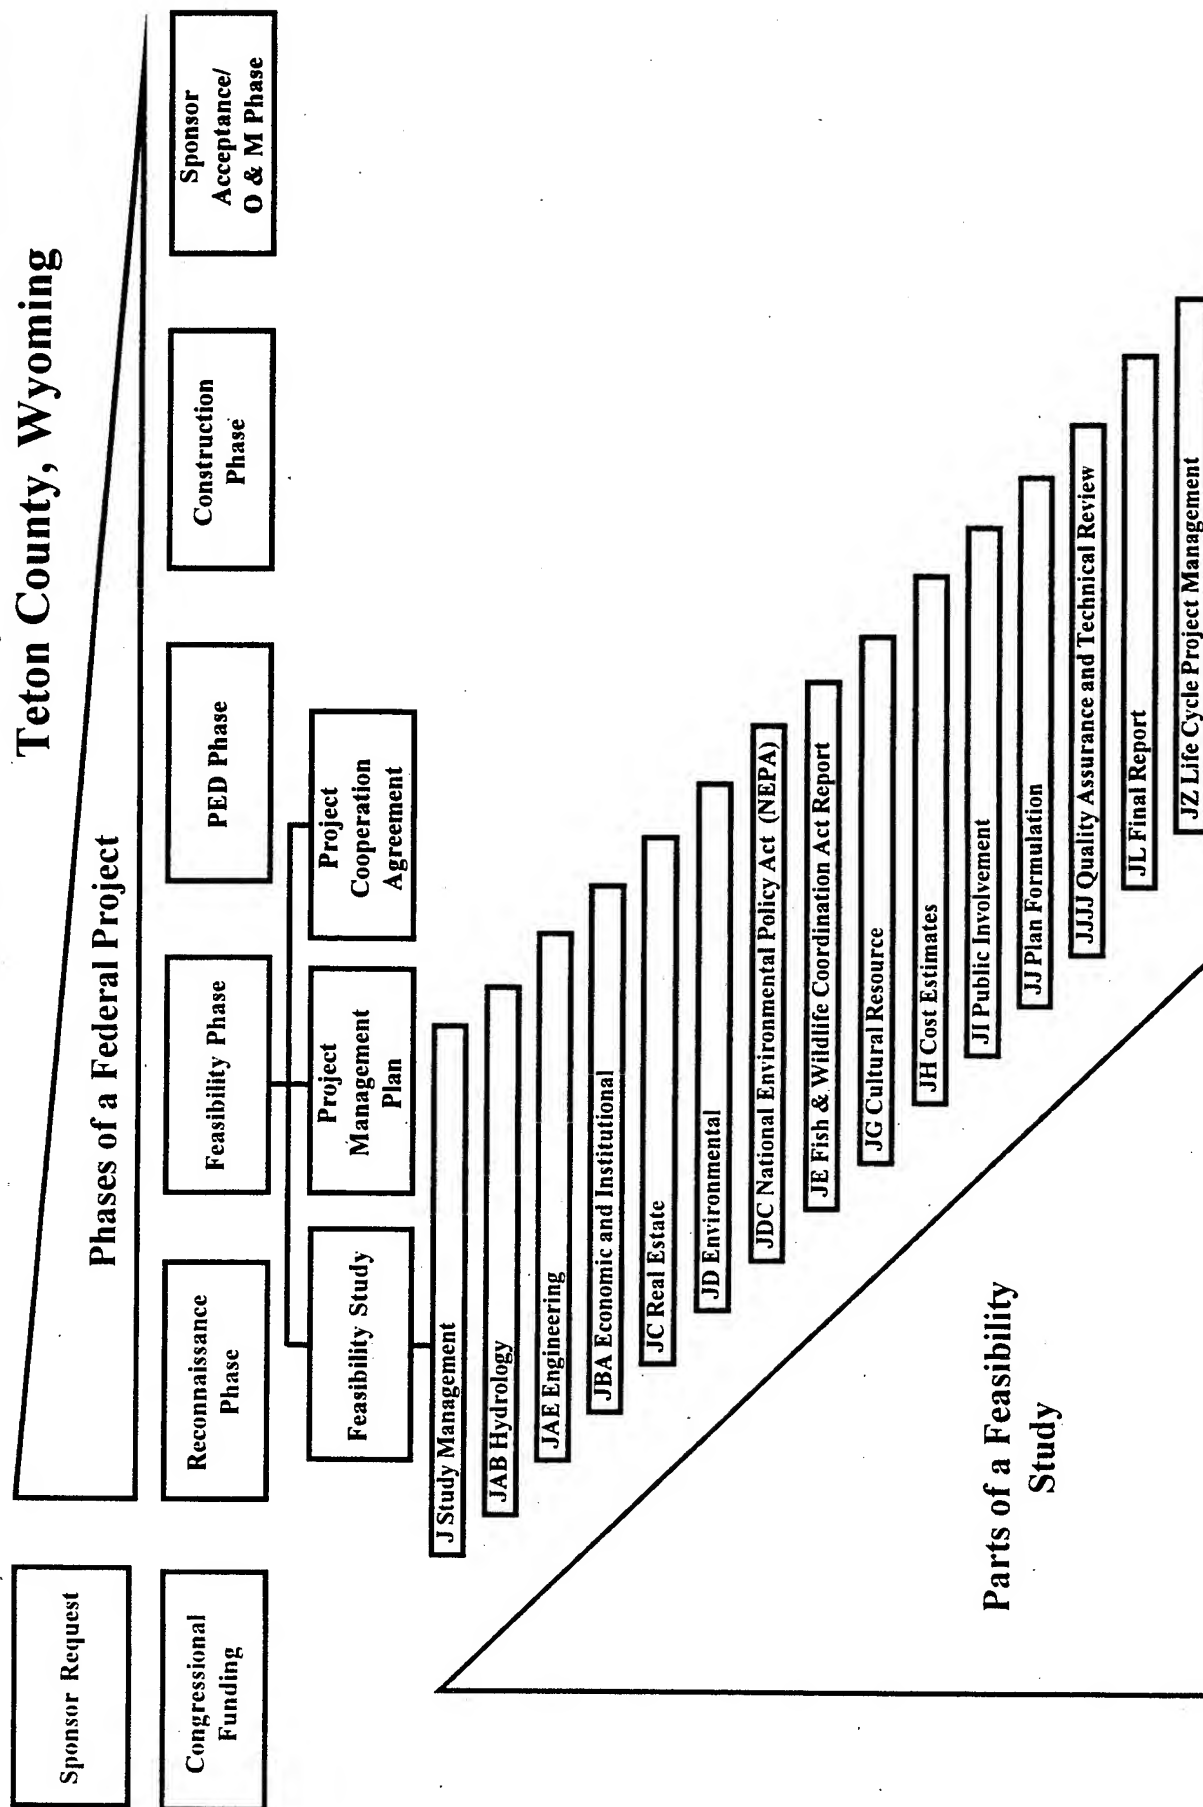 Teton County, Wyoming
Phases of a Federal Project
Sponsor Request
Congressional
Funding
Reconnaissance
Phase
Feasibility Phase
PED Phase
Construction
Phase
Sponsor
Acceptance/
O & M Phase
Feasibility Study
Project
Management
Plan
Project
Cooperation
Agreement
J Study Management
JAB Hydrology
JAE Engineering
JBA Economic and Institutional
JC Real Estate
JD Environmental
JDC National Environmental Policy Act (NEPA)
JE Fish & Wildlife Coordination Act Report
JG Cultural Resource
JH Cost Estimates
JI Public Involvement
JJ Plan Formulation
JJJJ Quality Assurance and Technical Review
JL Final Report
JZ Life Cycle Project Management
Parts of a Feasibility
Study